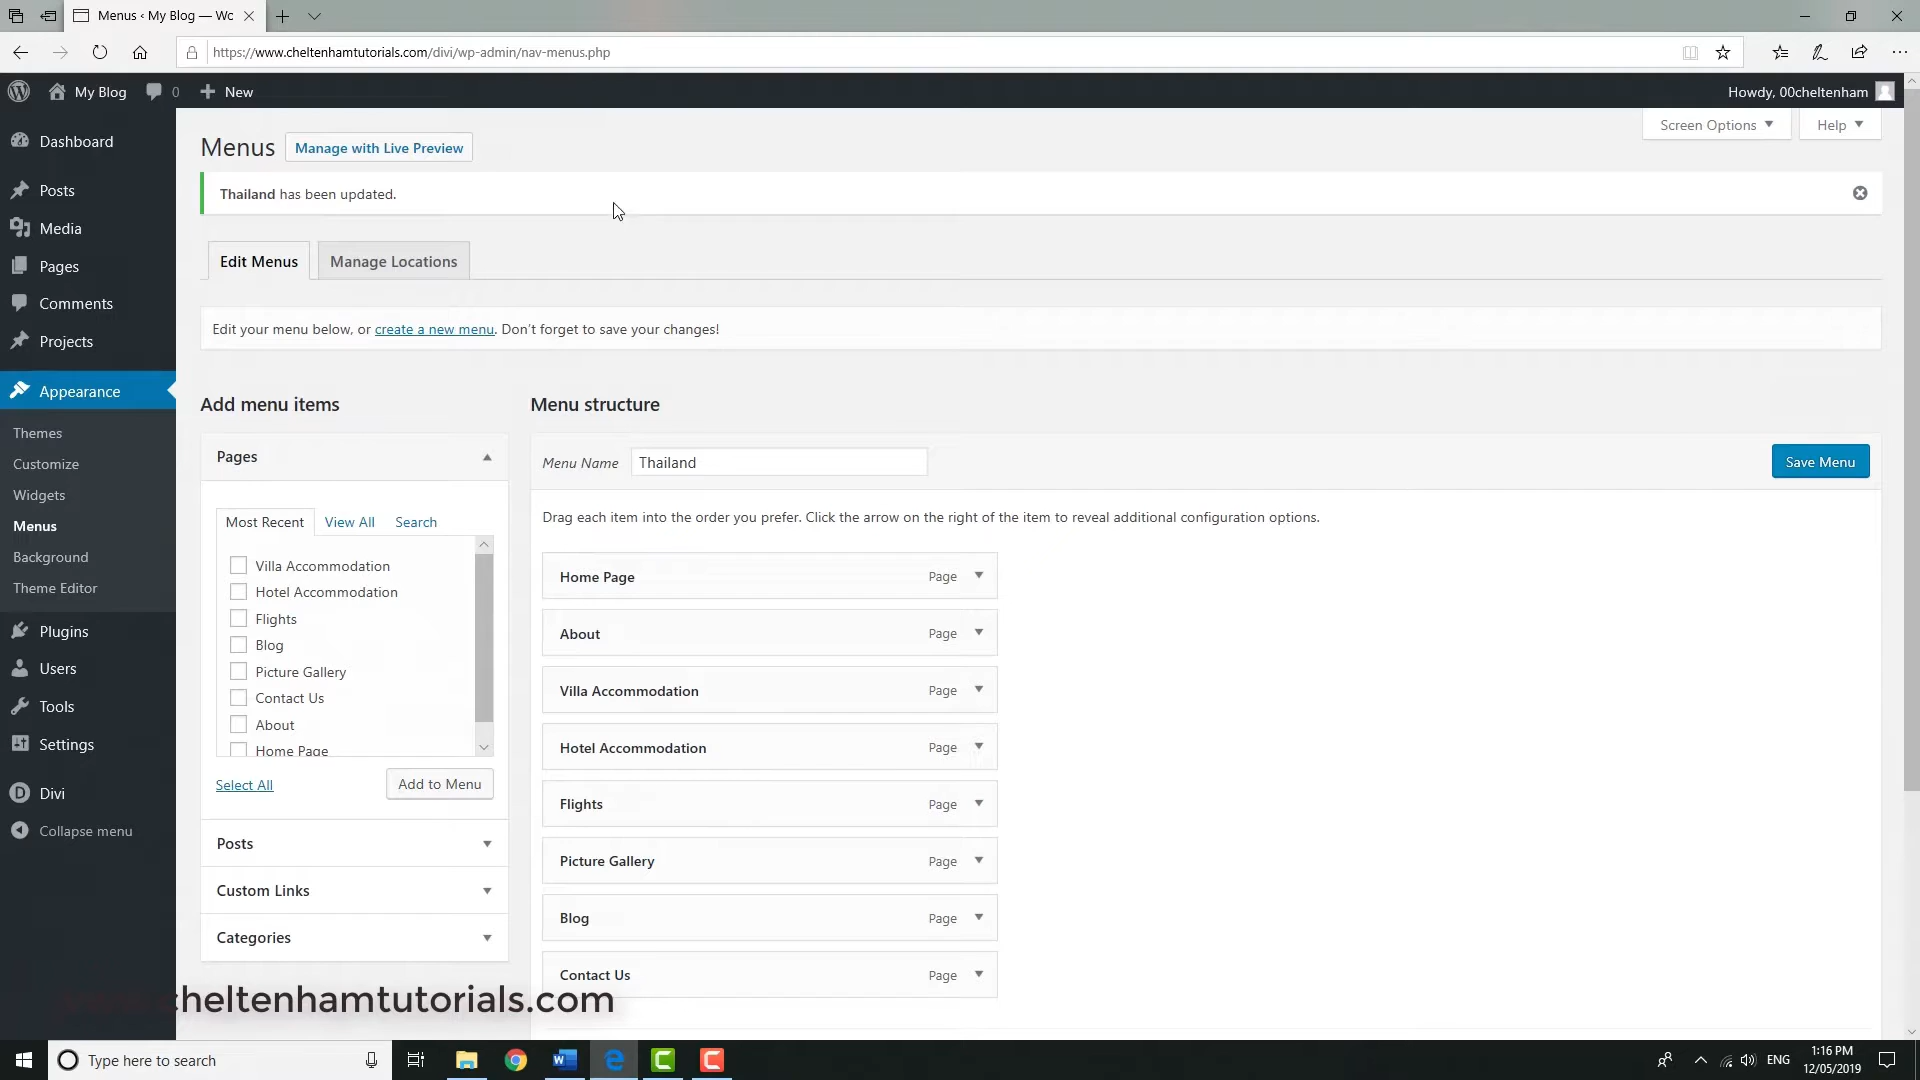 Menus ‹ My Blog — Wc
https://www.cheltenhamtutorials.com/divi/wp-admin/nav-menus.php
My Blog
0
New
Howdy, 00cheltenham
Screen Options
Help
Dashboard
Posts
Media
Pages
Comments
Projects
Appearance
Themes
Customize
Widgets
Menus
Background
Theme Editor
Plugins
Users
Tools
Settings
Divi
Collapse menu
Menus
Manage with Live Preview
Thailand has been updated.
Edit Menus
Manage Locations
Edit your menu below, or create a new menu. Don’t forget to save your changes!
Add menu items
Pages
Most Recent
View All
Search
Villa Accommodation
Hotel Accommodation
Flights
Blog
Picture Gallery
Contact Us
About
Home Page
Select All
Add to Menu
Posts
Custom Links
Categories
Menu structure
Menu Name
Thailand
Save Menu
Drag each item into the order you prefer. Click the arrow on the right of the item to reveal additional configuration options.
Home Page Page
About Page
Villa Accommodation Page
Hotel Accommodation Page
Flights Page
Picture Gallery Page
Blog Page
Contact Us Page
cheltenhamtutorials.com
Type here to search
ENG
1:16 PM
12/05/2019